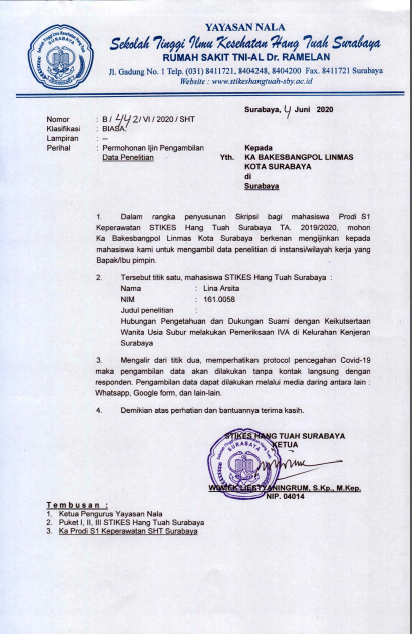 YAYASAN NALA
Sekolah Tinggi Ilmu Kesehatan Hang Tuah Surabaya
RUMAH SAKIT TNI-AL Dr. RAMELAN
Jl. Gadung No. 1 Telp. (031) 8411721, 8404248, 8404200 Fax. 8411721 Surabaya
Website : www.stikeshangtuah-sby.ac.id
Surabaya, 4 Juni 2020
Nomor : B / 442 / VI / 2020 / SHT
Klasifikasi : BIASA.
Lampiran : --
Perihal : Permohonan Ijin Pengambilan
Data Penelitian
Kepada
Yth. KA BAKESBANGPOL LINMAS
KOTA SURABAYA
di
Surabaya
1. Dalam rangka penyusunan Skripsi bagi mahasiswa Prodi S1
Keperawatan STIKES Hang Tuah Surabaya TA. 2019/2020, mohon
Ka Bakesbangpol Linmas Kota Surabaya berkenan mengijinkan kepada
mahasiswa kami untuk mengambil data penelitian di instansi/wilayah kerja yang
Bapak/Ibu pimpin.
2. Tersebut titik satu, mahasiswa STIKES Hang Tuah Surabaya :
Nama : Lina Arsita
NIM : 161.0058
Judul penelitian :
Hubungan Pengetahuan dan Dukungan Suami dengan Keikutsertaan
Wanita Usia Subur melakukan Pemeriksaan IVA di Kelurahan Kenjeran
Surabaya
3. Mengalir dari titik dua, memperhatikan protocol pencegahan Covid-19
maka pengambilan data akan dilakukan tanpa kontak langsung dengan
responden. Pengambilan data dapat dilakukan melalui media daring antara lain :
Whatsapp, Google form, dan lain-lain.
4. Demikian atas perhatian dan bantuannya terima kasih.
STIKES HANG TUAH SURABAYA
KETUA
WIWIEK LIESTYANINGRUM, S.Kp., M.Kep.
NIP. 04014
Tembusan :
1. Ketua Pengurus Yayasan Nala
2. Puket I, II, III STIKES Hang Tuah Surabaya
3. Ka Prodi S1 Keperawatan SHT Surabaya